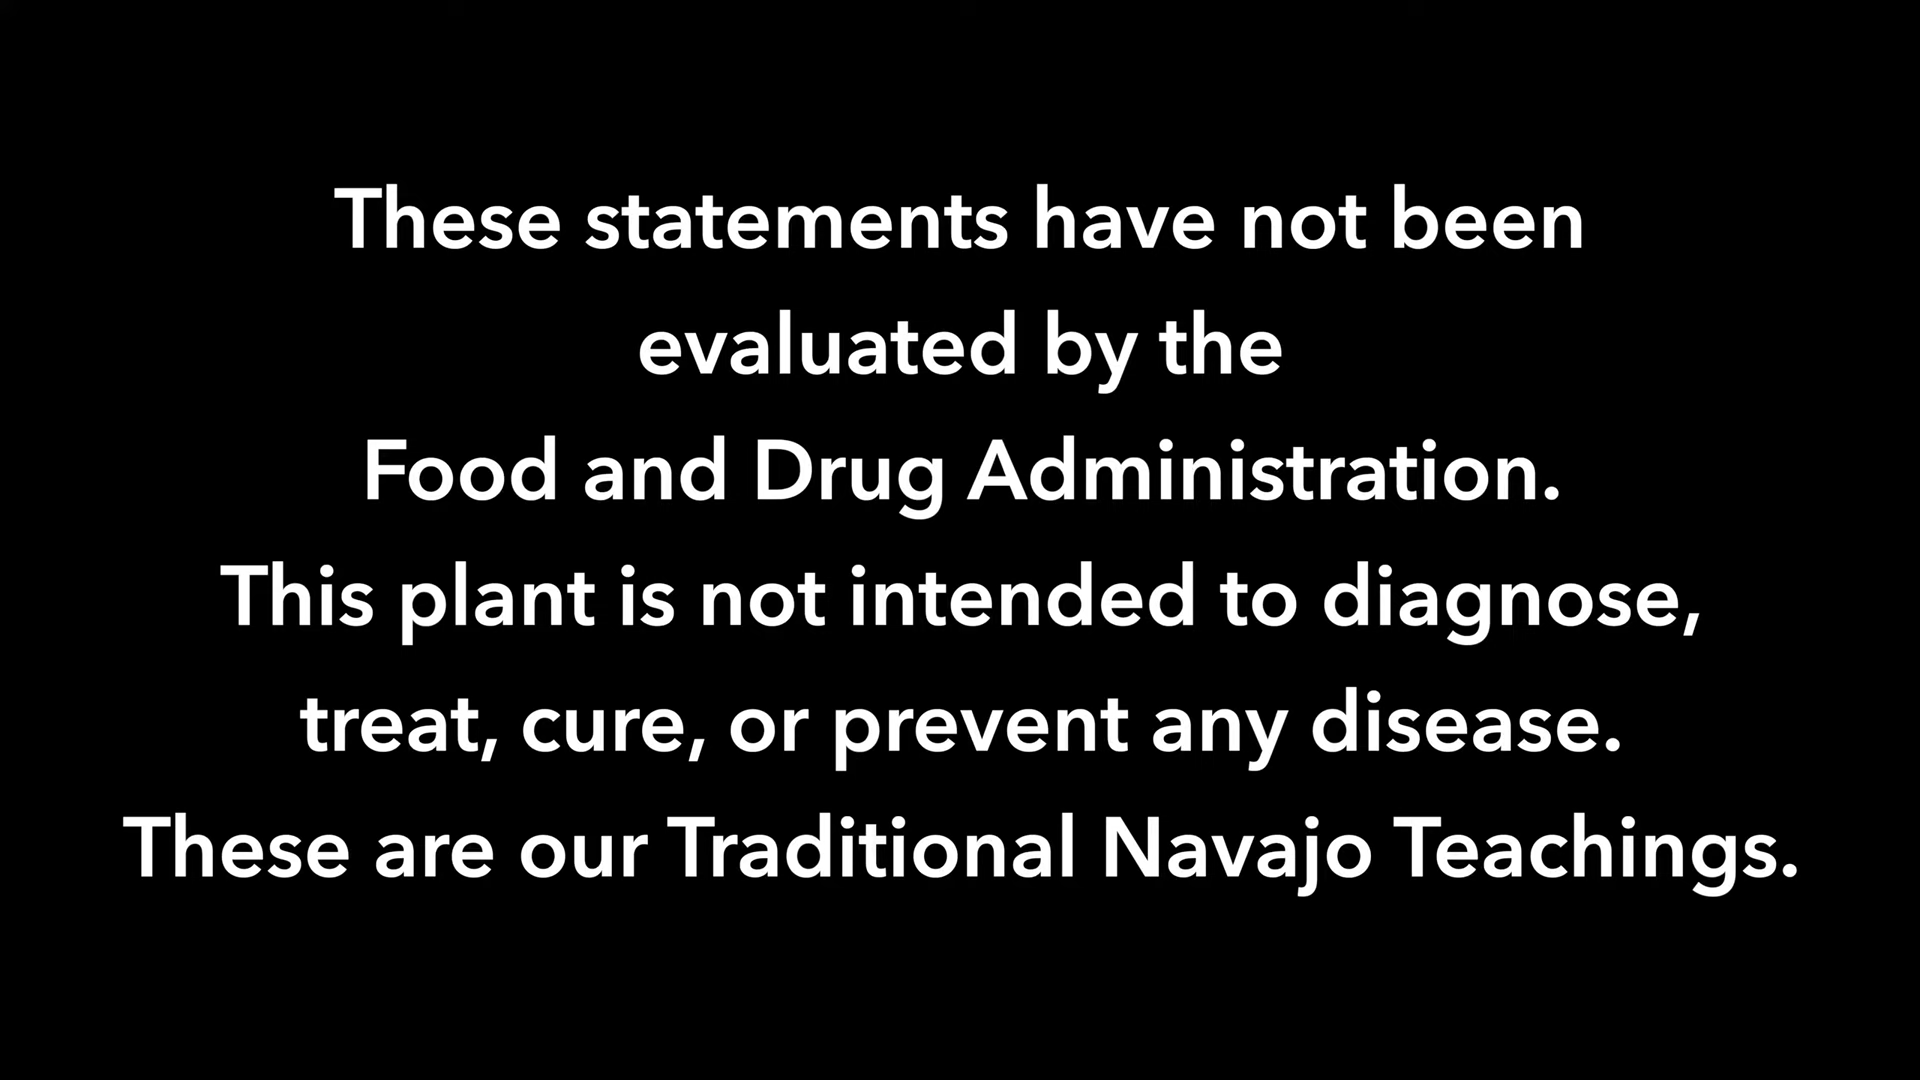 These statements have not been
evaluated by the
Food and Drug Administration.
This plant is not intended to diagnose,
treat, cure, or prevent any disease.
These are our Traditional Navajo Teachings.